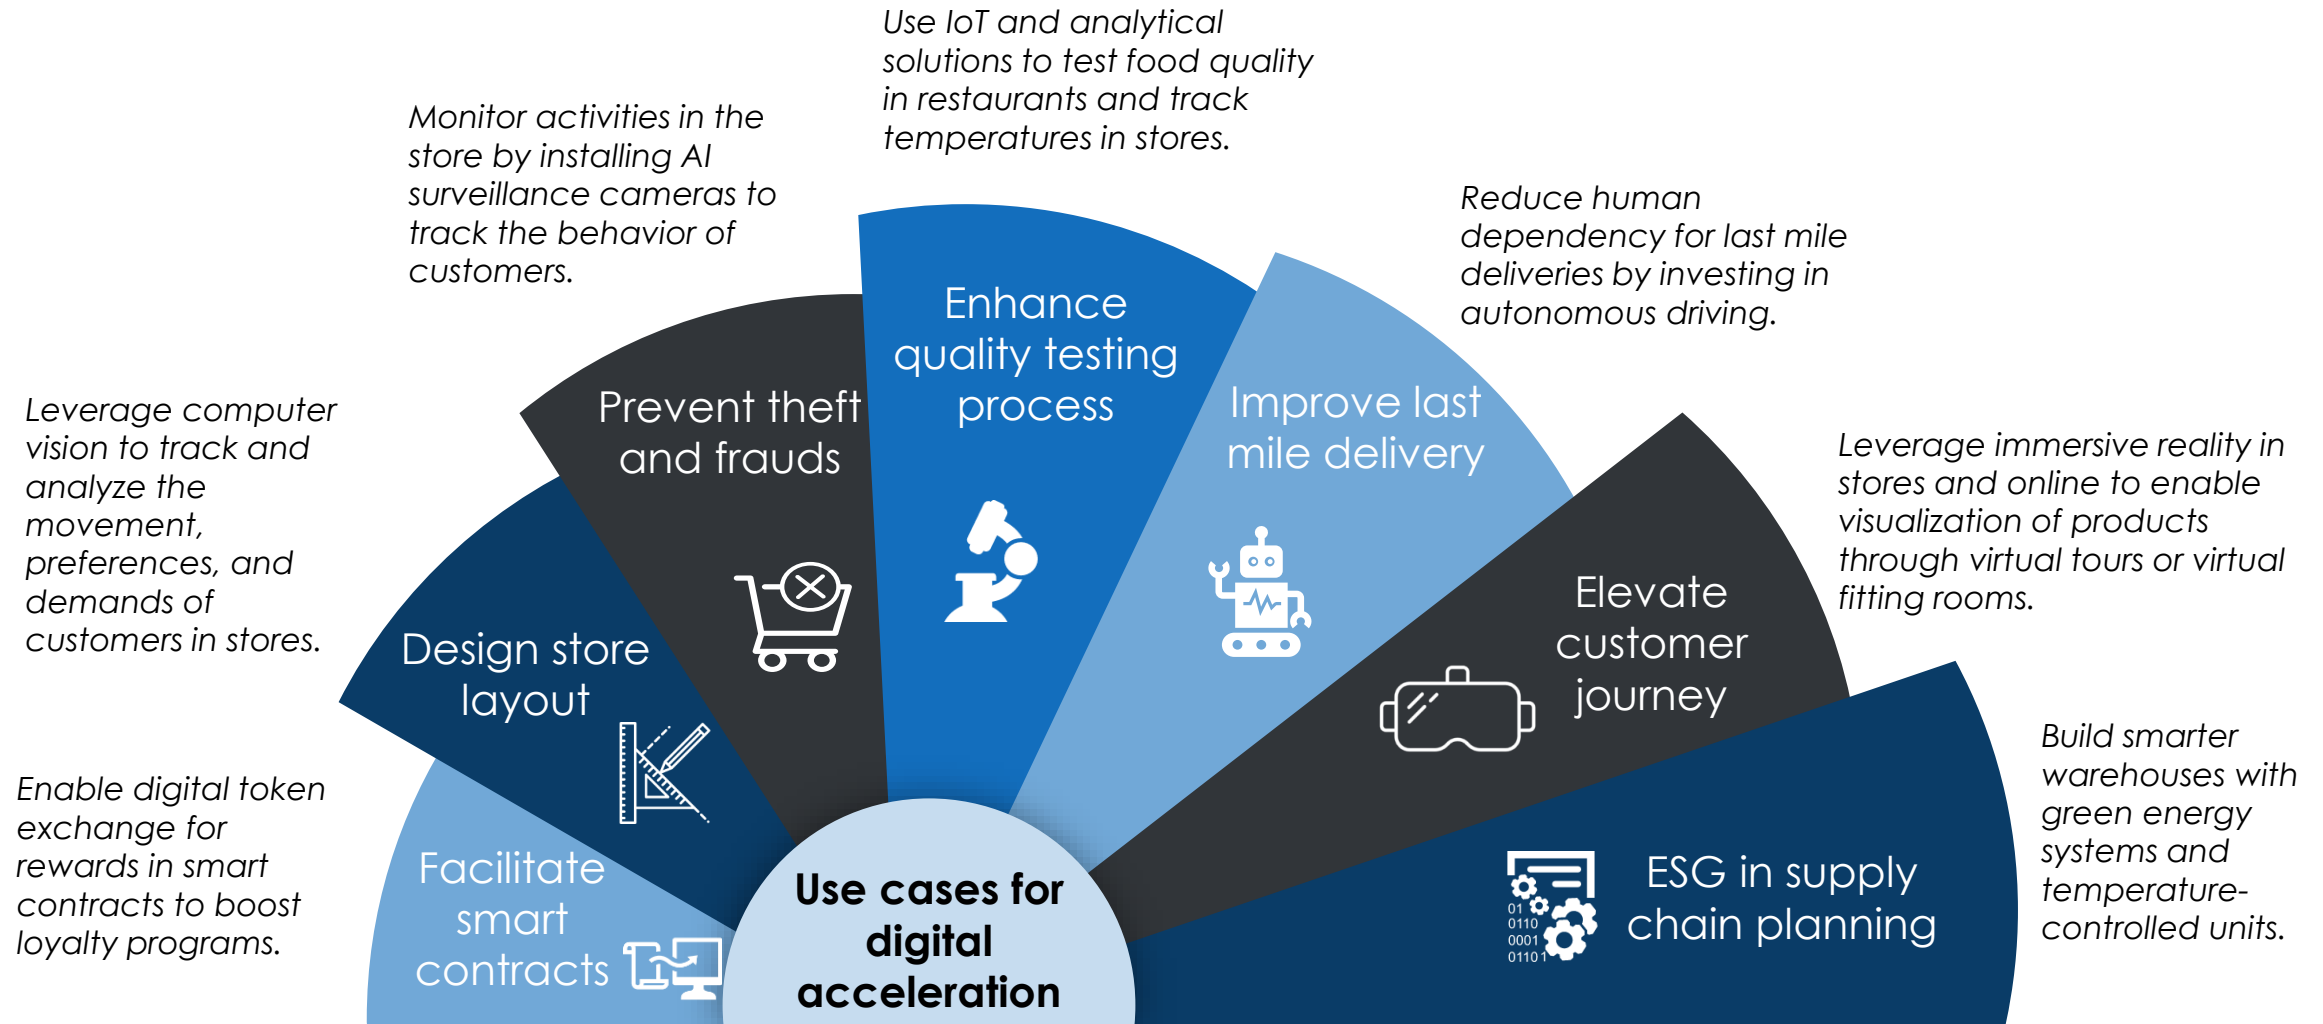 Use IoT and analytical
solutions to test food quality
in restaurants and track
temperatures in stores.
Monitor activities in the
store by installing AI
surveillance cameras to
track the behavior of
customers.
Reduce human
dependency for last mile
deliveries by investing in
autonomous driving.
Enhance
quality testing
process
Prevent theft
and frauds
Improve last
mile delivery
Leverage computer
vision to track and
analyze the
movement,
preferences, and
demands of
customers in stores.
Leverage immersive reality in
stores and online to enable
visualization of products
through virtual tours or virtual
fitting rooms.
Elevate
customer
journey
Design store
layout
Build smarter
warehouses with
green energy
systems and
temperature-
controlled units.
Enable digital token
exchange for
rewards in smart
contracts to boost
loyalty programs.
Facilitate
smart
contracts
Use cases for
digital
acceleration
01
0110
0001
01101
ESG in supply
chain planning